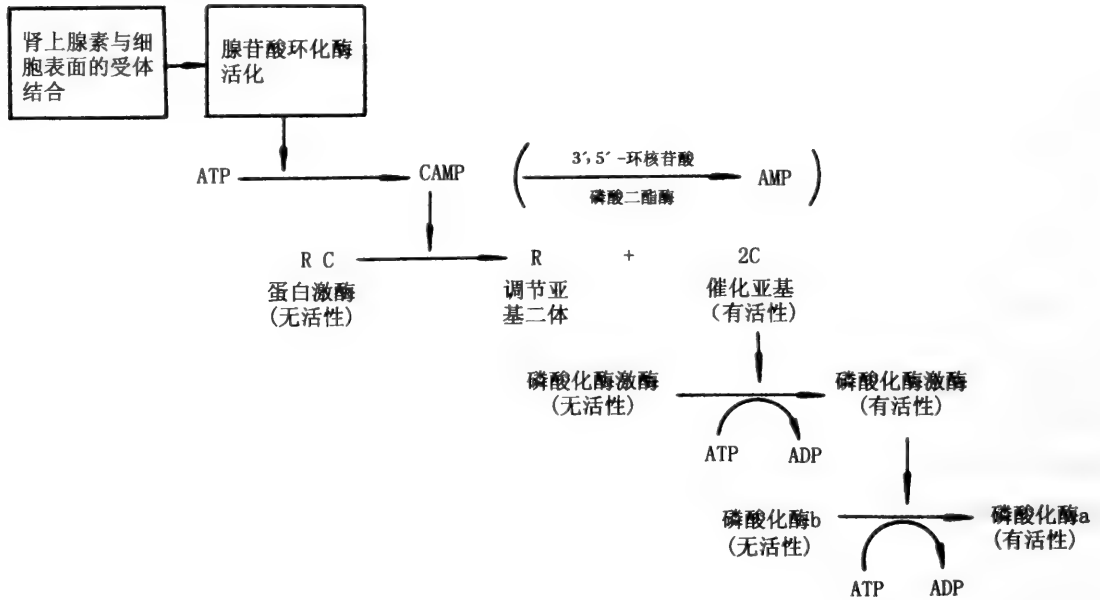 肾上腺素与细
胞表面的受体
结合
腺苷酸环化酶
活化
ATP
CAMP
(
3′,5′-环核苷酸
磷酸二酯酶
AMP
)
R C
蛋白激酶
(无活性)
R
调节亚
基二体
+
2C
催化亚基
(有活性)
磷酸化酶激酶
(无活性)
磷酸化酶激酶
(有活性)
ATP
ADP
磷酸化酶b
(无活性)
磷酸化酶a
(有活性)
ATP
ADP